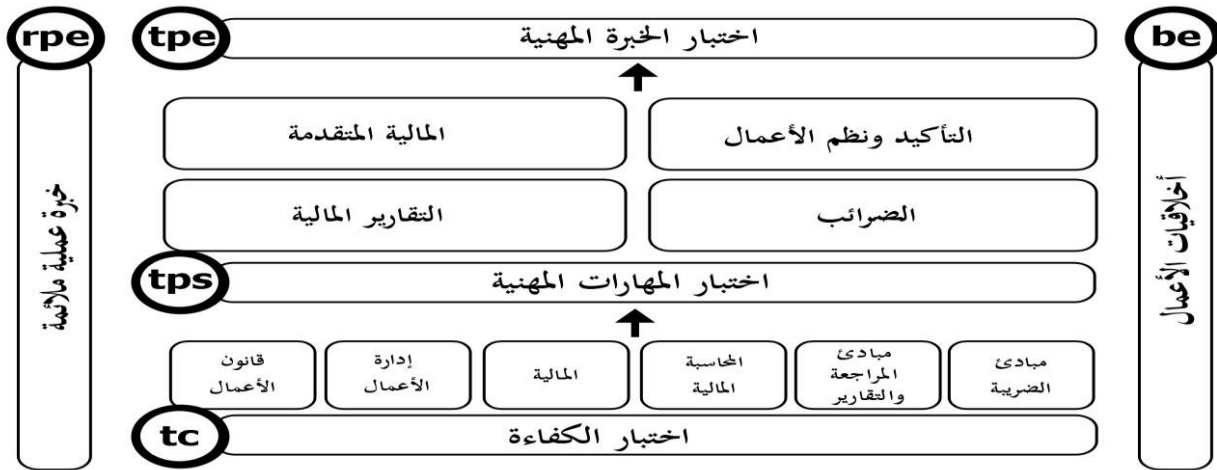 rpe
tpe
اختبار الخبرة المهنية
be
التأكيد ونظم الأعمال
المالية المتقدمة
الضرائب
التقارير المالية
tps
اختبار المهارات المهنية
مبادئ
الضريبة
مبادئ
المراجعة
والتقارير
المحاسبة
المالية
المالية
إدارة
الأعمال
قانون
الأعمال
tc
اختبار الكفاءة
أخلاقيات الأعمال
خبرة عملية ملائمة